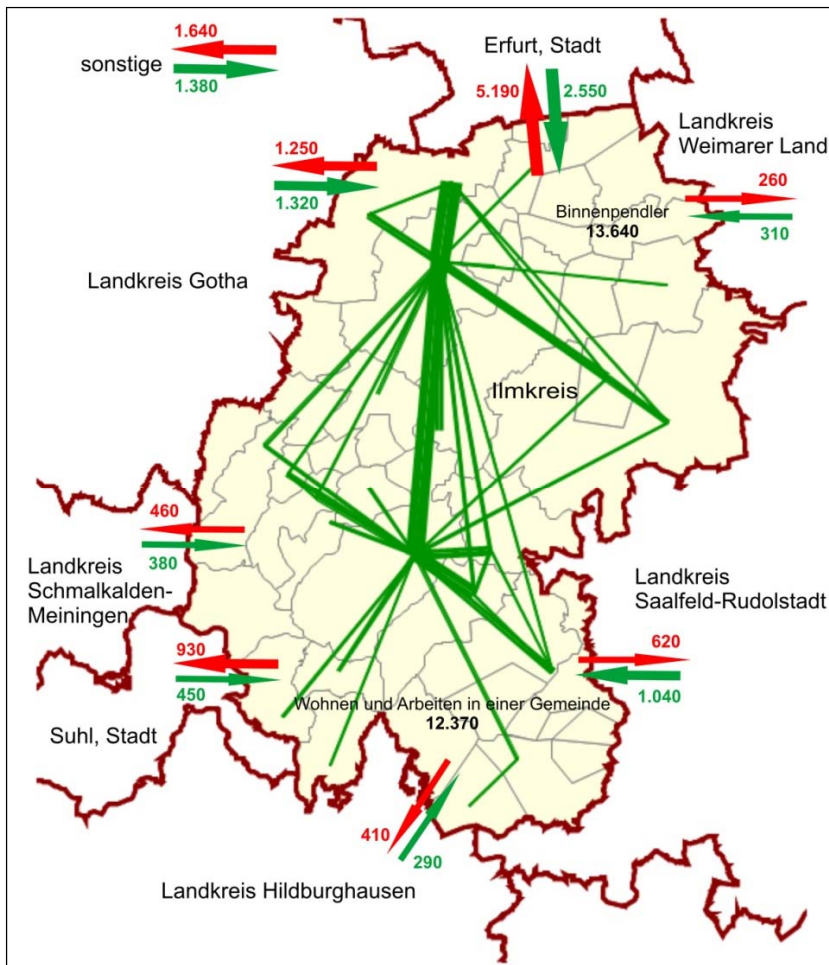 1.640
sonstige
1.380
Erfurt, Stadt
5.190
2.550
Landkreis
Weimarer Land
1.250
1.320
260
310
Binnenpendler
13.640
Landkreis Gotha
Ilmkreis
460
380
Landkreis
Schmalkalden-
Meiningen
Landkreis
Saalfeld-Rudolstadt
930
450
620
1.040
Wohnen und Arbeiten in einer Gemeinde
12.370
Suhl, Stadt
410
290
Landkreis Hildburghausen